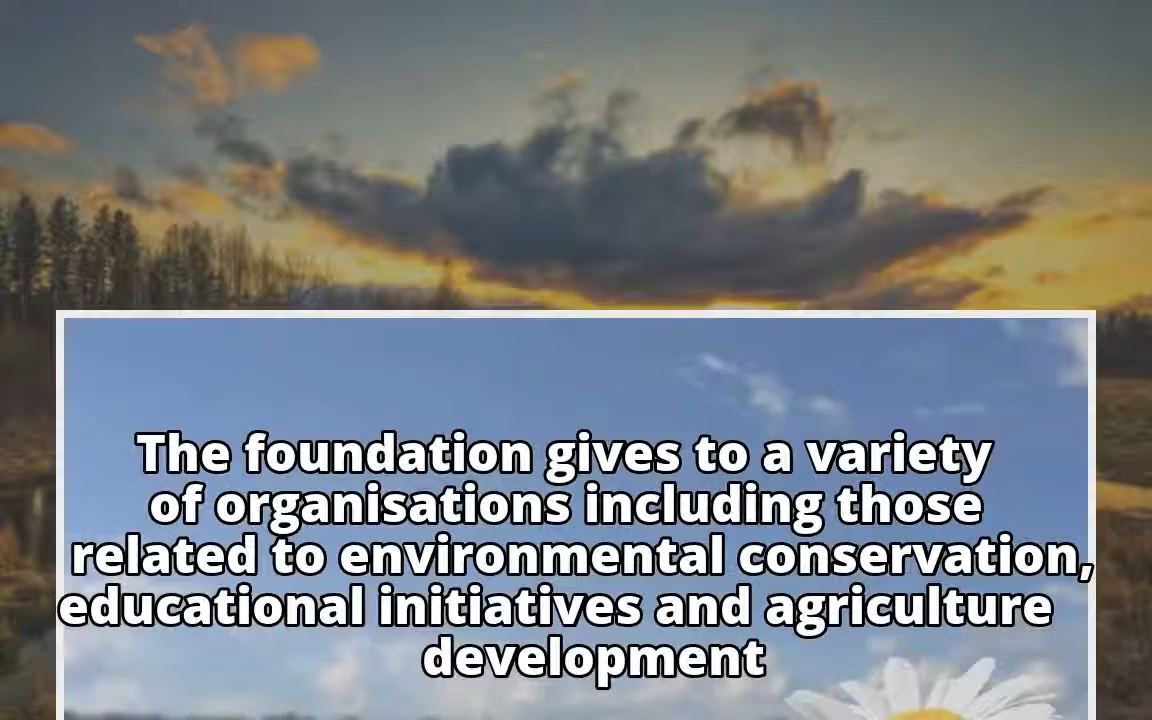 The foundation gives to a variety
of organisations including those
related to environmental conservation,
educational initiatives and agriculture
development